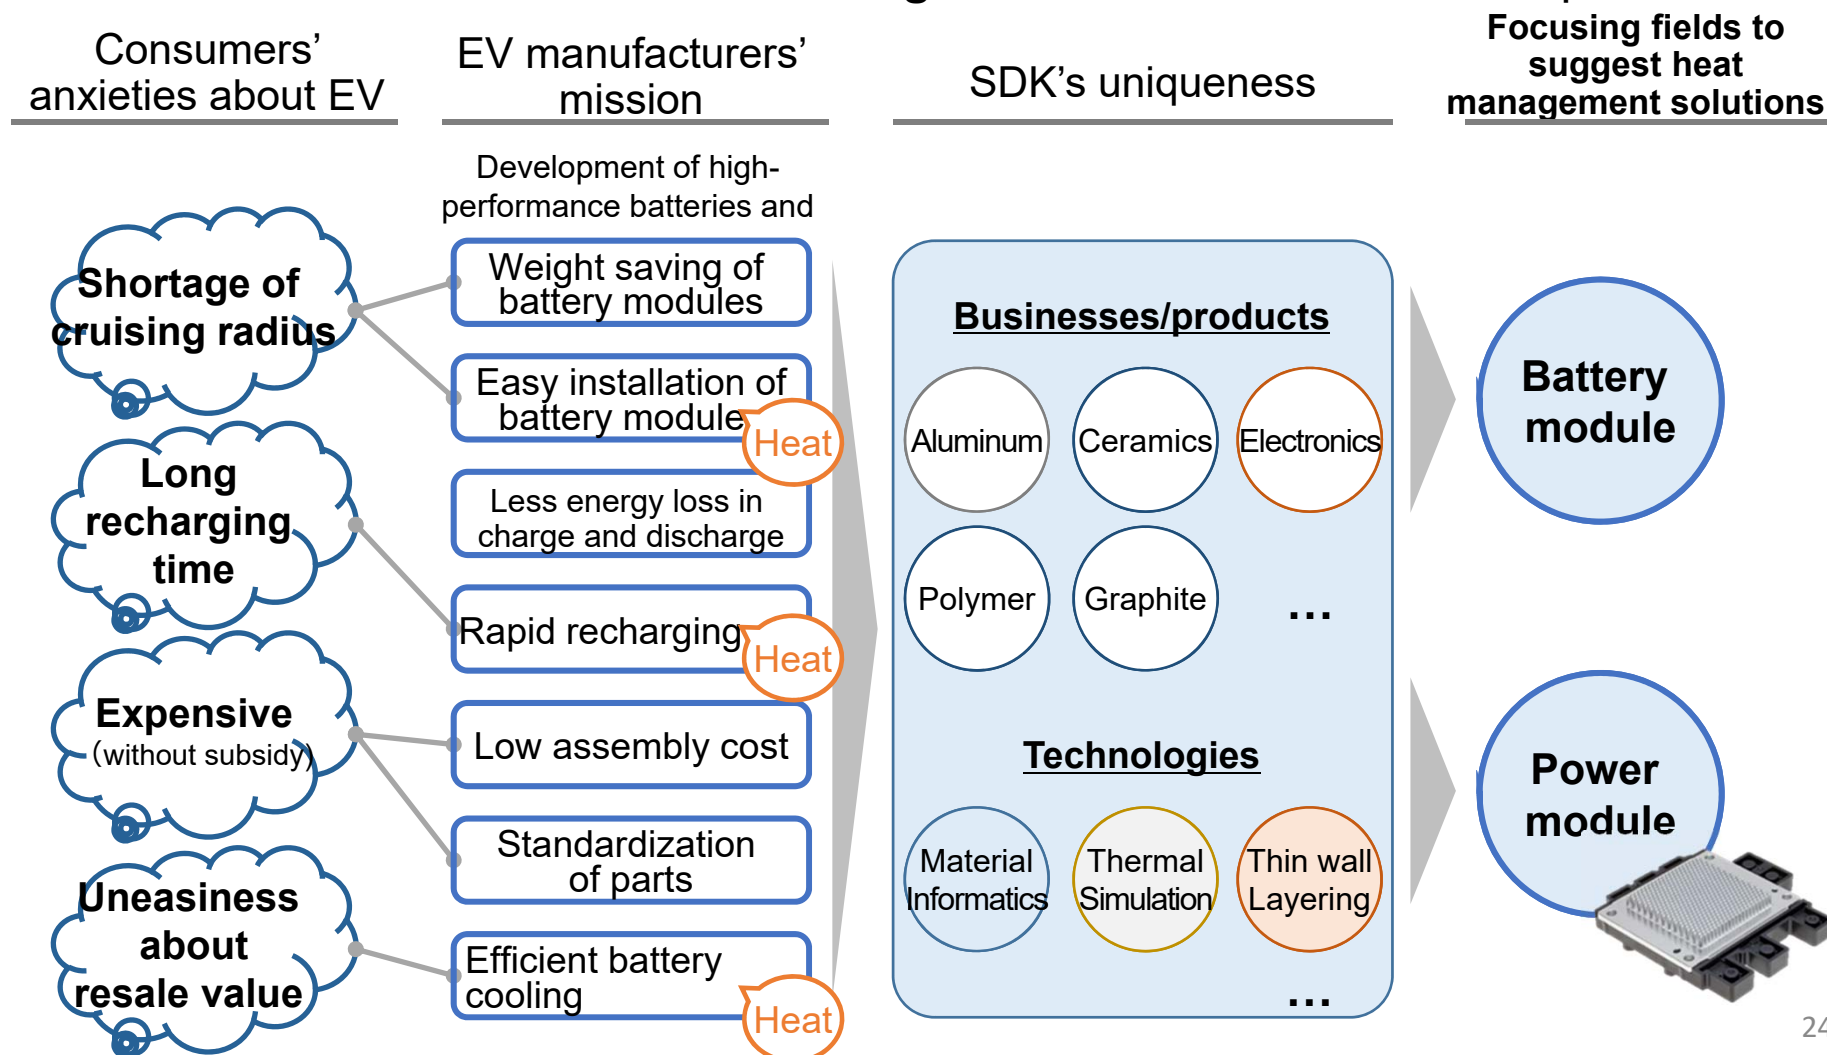 Consumers’
anxieties about EV
EV manufacturers’
mission
SDK’s uniqueness
Focusing fields to
suggest heat
management solutions
Development of high-
performance batteries and
Shortage of
cruising radius
Long
recharging
time
Expensive
(without subsidy)
Uneasiness
about
resale value
Weight saving of
battery modules
Easy installation of
battery module
Heat
Less energy loss in
charge and discharge
Rapid recharging
Heat
Low assembly cost
Standardization
of parts
Efficient battery
cooling
Heat
Businesses/products
Aluminum
Ceramics
Electronics
Polymer
Graphite
...
Technologies
Material
Informatics
Thermal
Simulation
Thin wall
Layering
...
Battery
module
Power
module
24